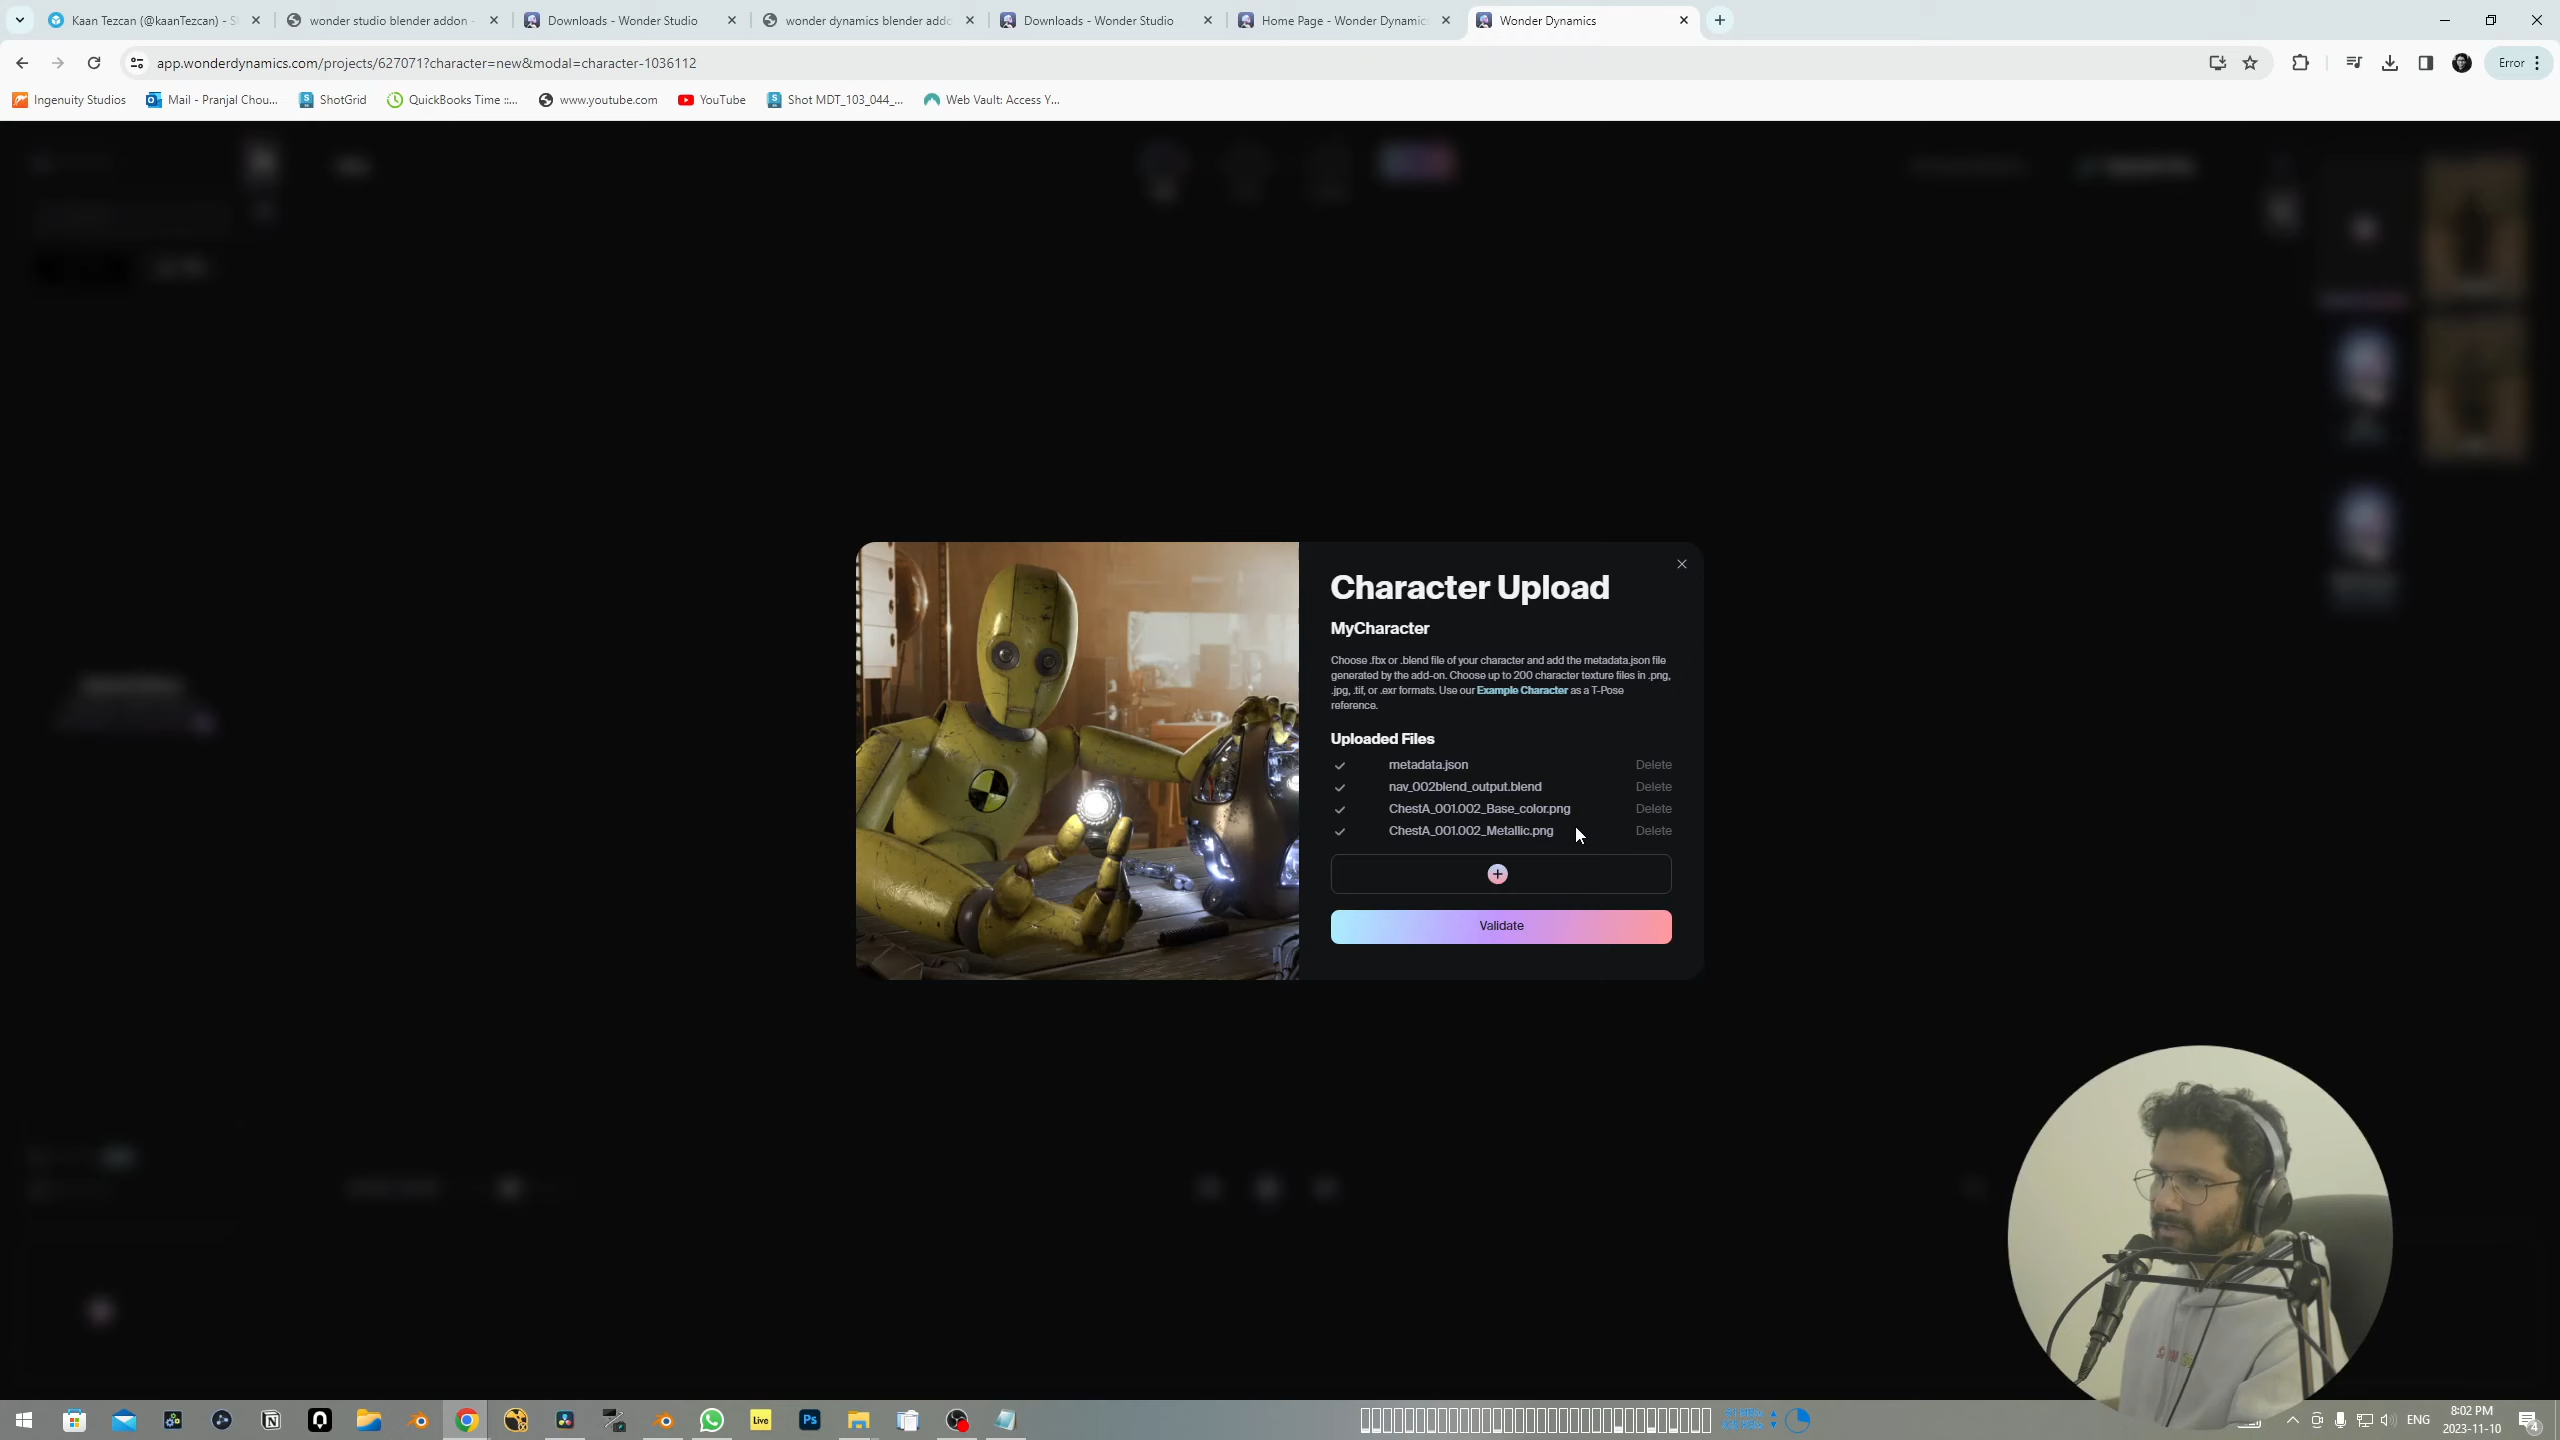 Kaan Tezcan (@kaanTezcan) - S
wonder studio blender addon -
Downloads - Wonder Studio
wonder dynamics blender addo
Downloads - Wonder Studio
Home Page - Wonder Dynamics
Wonder Dynamics
app.wonderdynamics.com/projects/627071?character=new&modal=character-1036112
Error
Ingenuity Studios
Mail - Pranjal Chou...
ShotGrid
QuickBooks Time ::...
www.youtube.com
YouTube
Shot MDT_103_044_...
Web Vault: Access Y...
Character Upload
MyCharacter
Choose .fbx or .blend file of your character and add the metadata.json file
generated by the add-on. Choose up to 200 character texture files in .png,
.jpg, .tif, or .exr formats. Use our Example Character as a T-Pose
reference.
Uploaded Files
metadata.json Delete
nav_002blend_output.blend Delete
ChestA_001.002_Base_color.png Delete
ChestA_001.002_Metallic.png Delete
Validate
Live
Ps
ENG
8:02 PM
2023-11-10
4